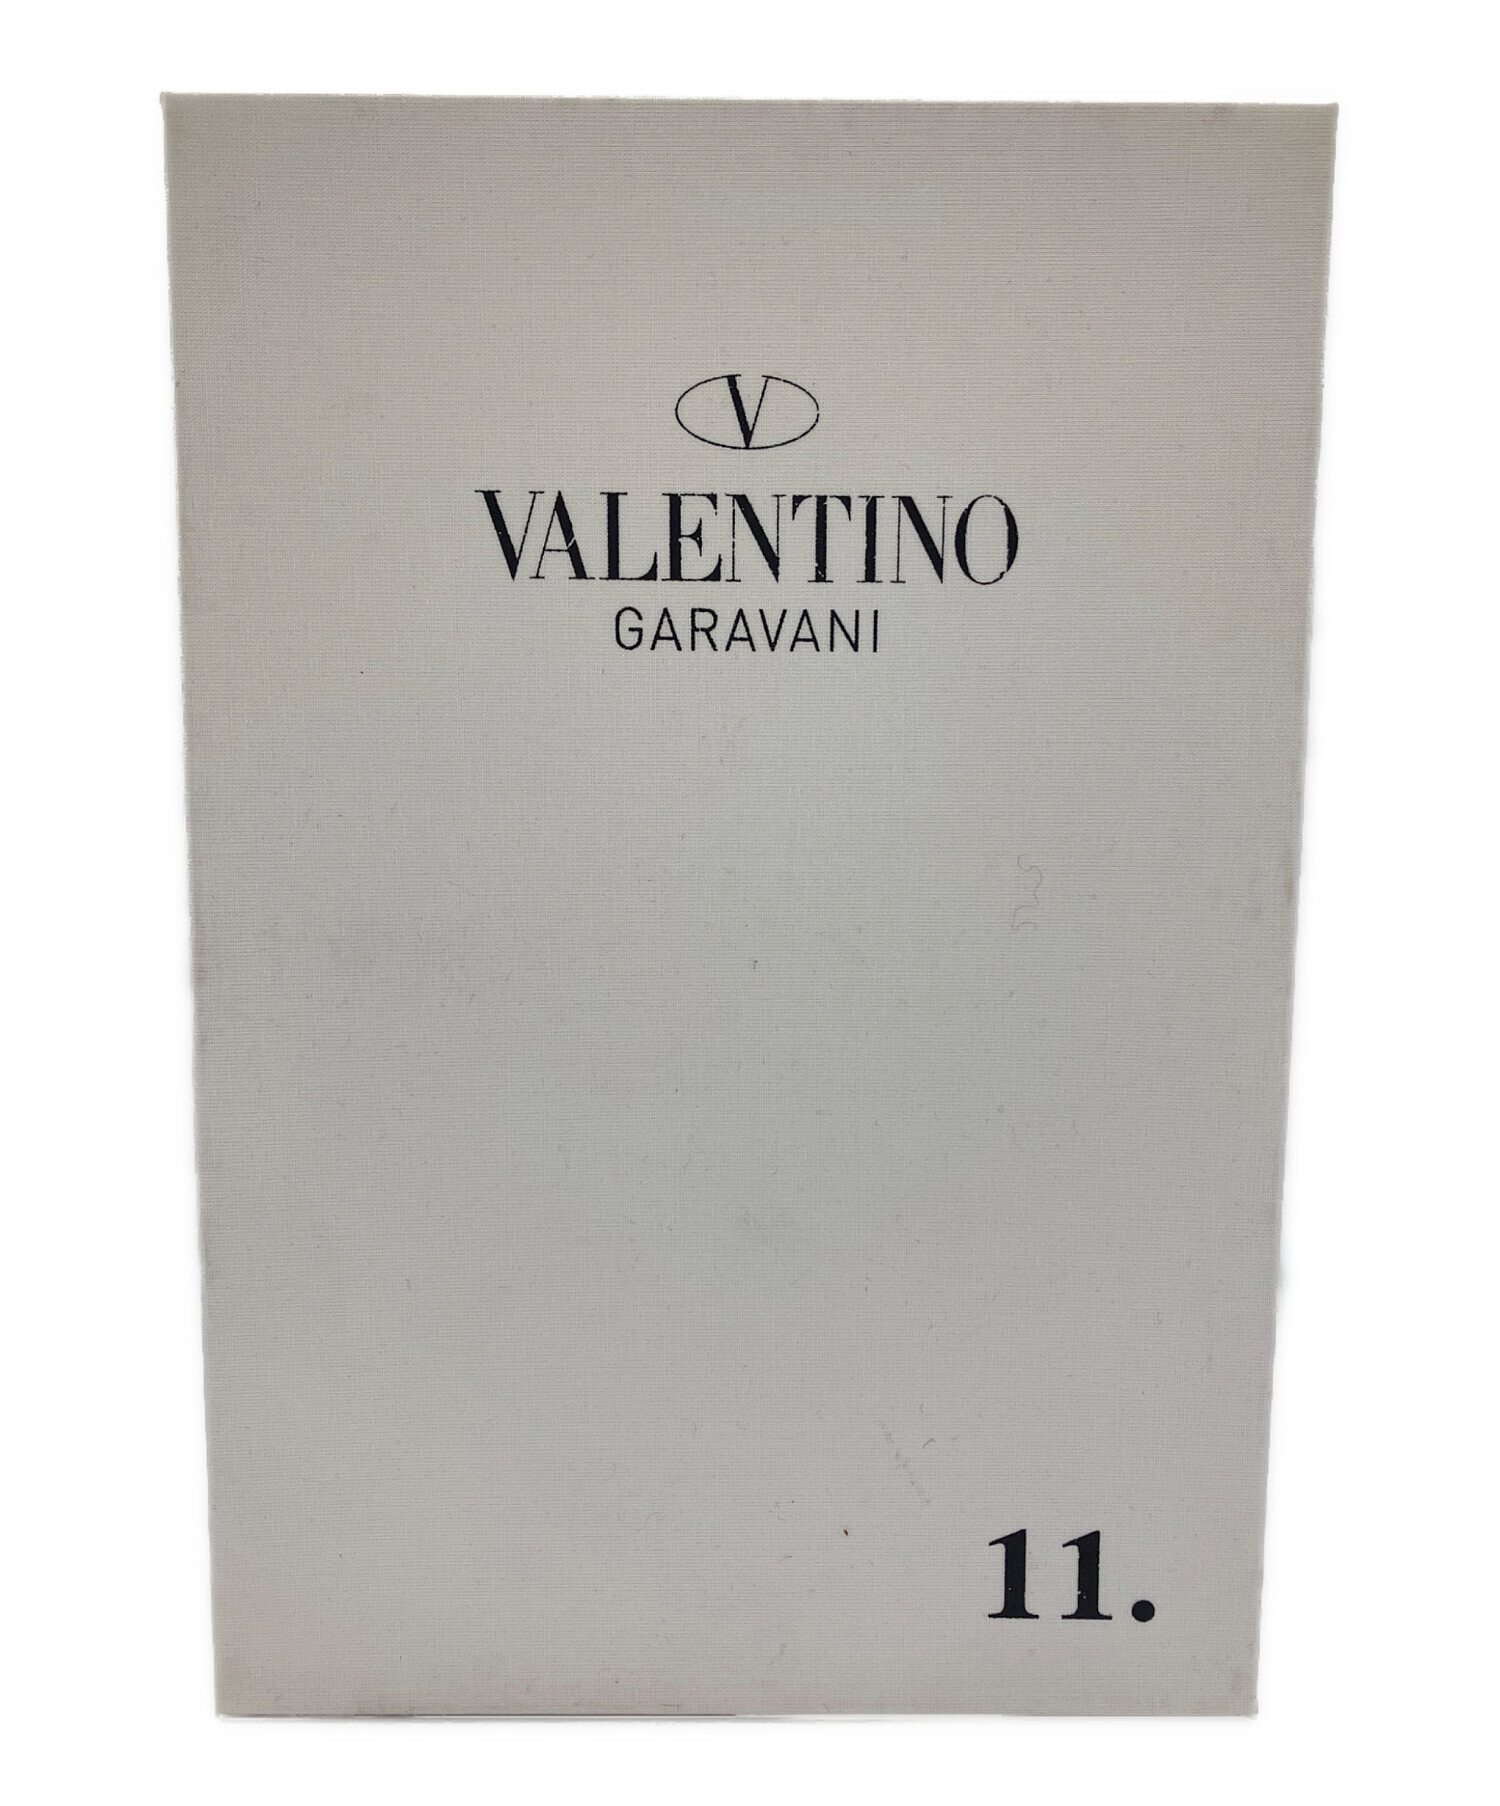 V
VALENTINO
GARAVANI
11.